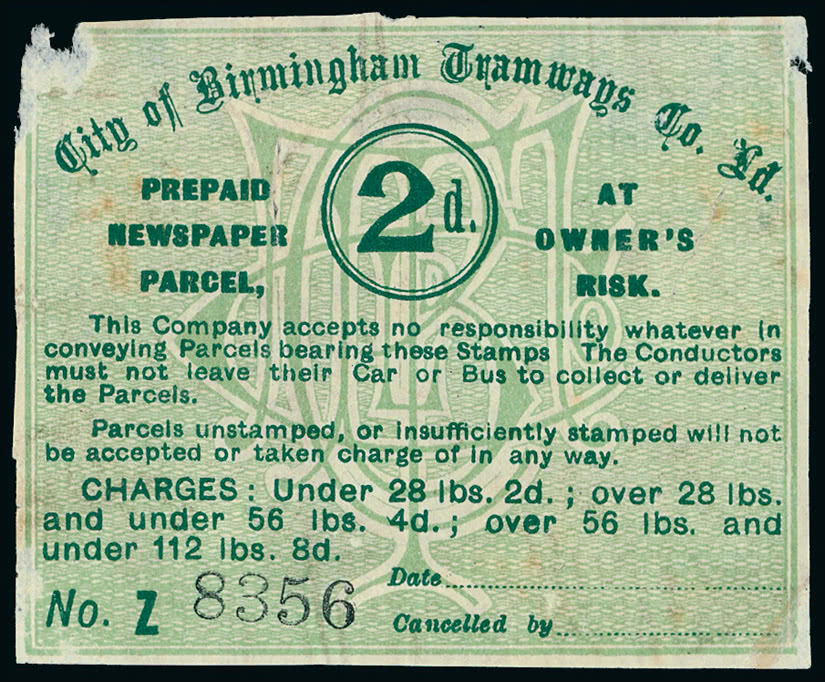 City of Birmingham Tramways Co. Ld.
PREPAID
NEWSPAPER
PARCEL,
2d.
AT
OWNER'S
RISK.
This Company accepts no responsibility whatever in
conveying Parcels bearing these Stamps The Conductors
must not leave their Car or Bus to collect or deliver
the Parcels.
Parcels unstamped, or insufficiently stamped will not
be accepted or taken charge of in any way.
CHARGES: Under 28 lbs. 2d.; over 28 lbs.
and under 56 lbs. 4d.; over 56 lbs. and
under 112 lbs. 8d.
No. Z 8356
Date
Cancelled by